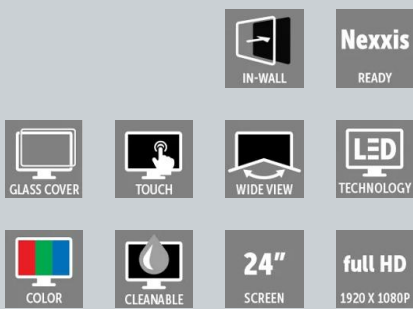 IN-WALL
Nexxis
READY
GLASS COVER
TOUCH
WIDE VIEW
LED
TECHNOLOGY
COLOR
CLEANABLE
24"
SCREEN
full HD
1920 X 1080P